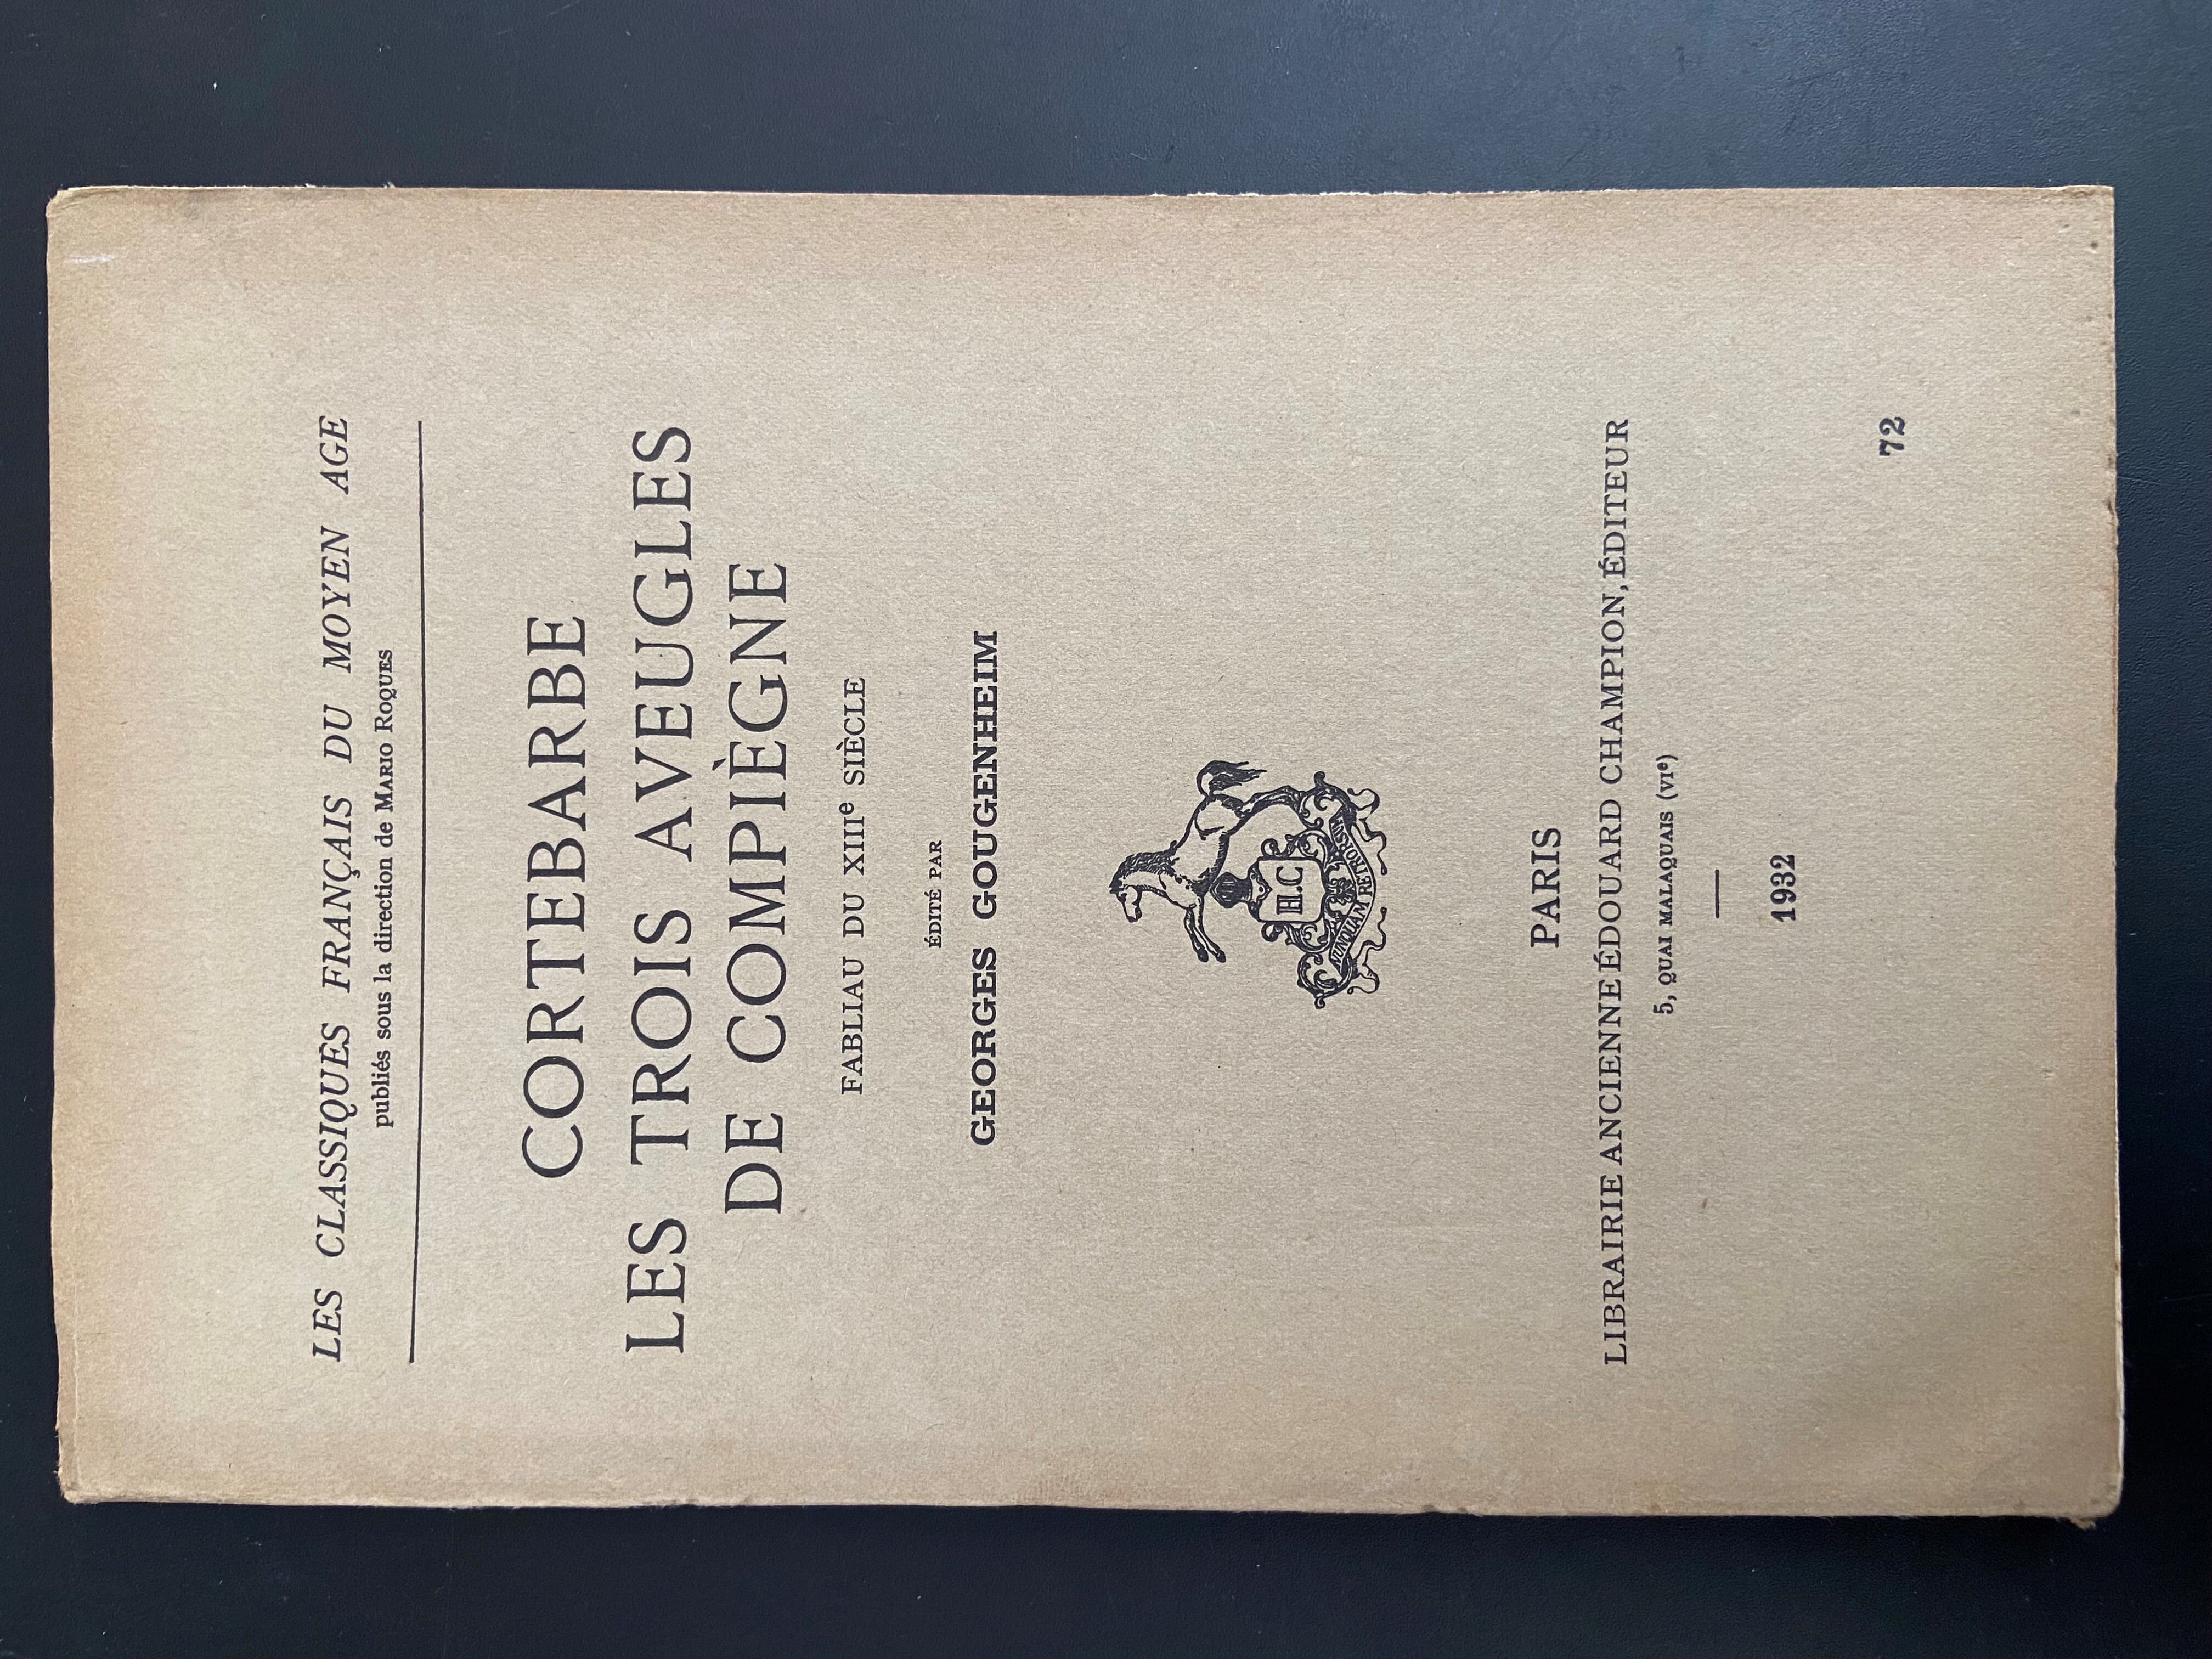 LES CLASSIQUES FRANÇAIS DU MOYEN AGE
publiés sous la direction de MARIO ROQUES
CORTEBARBE
LES TROIS AVEUGLES
DE COMPIÈGNE
FABLIAU DU XIIIe SIÈCLE
ÉDITÉ PAR
GEORGES GOUGENHEIM
H.C
NUNQUAM RETRORSUM
PARIS
LIBRAIRIE ANCIENNE ÉDOUARD CHAMPION, ÉDITEUR
5, QUAI MALAQUAIS (VIe)
1932
72